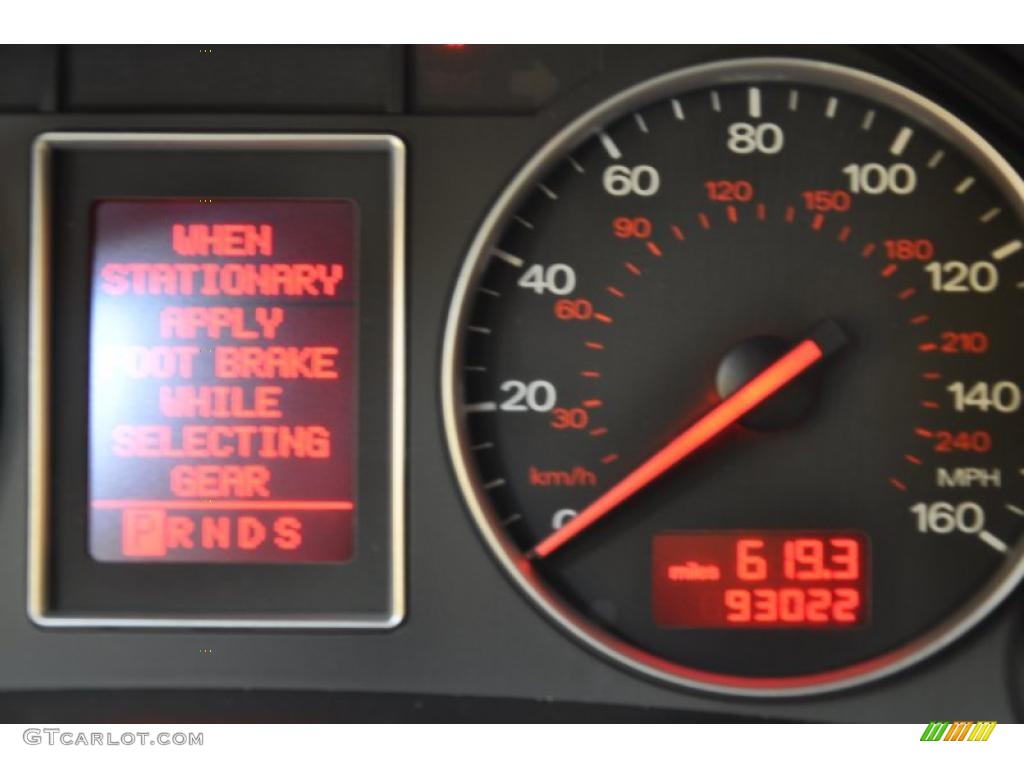 WHEN
STATIONARY
APPLY
FOOT BRAKE
WHILE
SELECTING
GEAR
P R N D S
0
20
40
60
80
100
120
140
160
MPH
30
60
90
120
150
180
210
240
km/h
miles 619.3
93022
GTCARLOT.COM